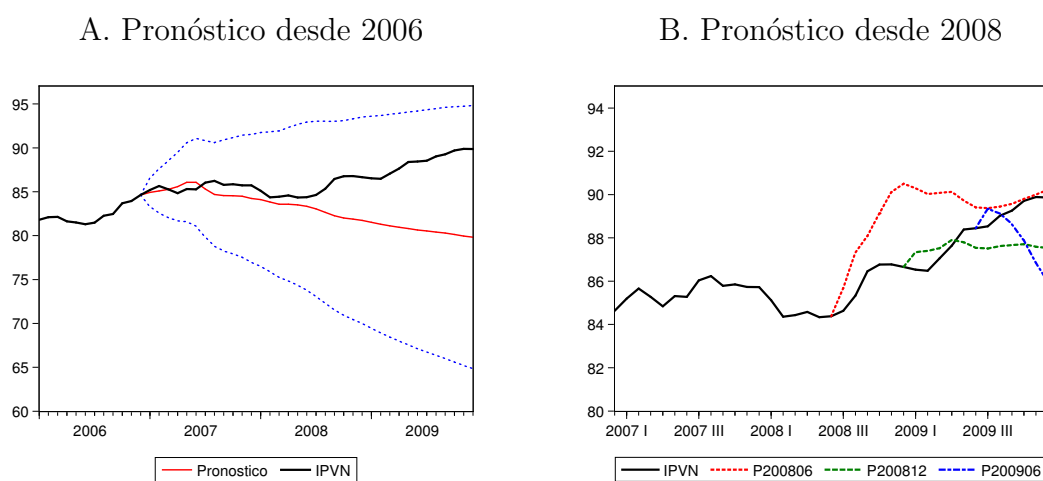 A. Pronóstico desde 2006
95
90
85
80
75
70
65
60
2006 2007 2008 2009
Pronostico IPVN
B. Pronóstico desde 2008
94
92
90
88
86
84
82
80
2007 I 2007 III 2008 I 2008 III 2009 I 2009 III
IPVN P200806 P200812 P200906